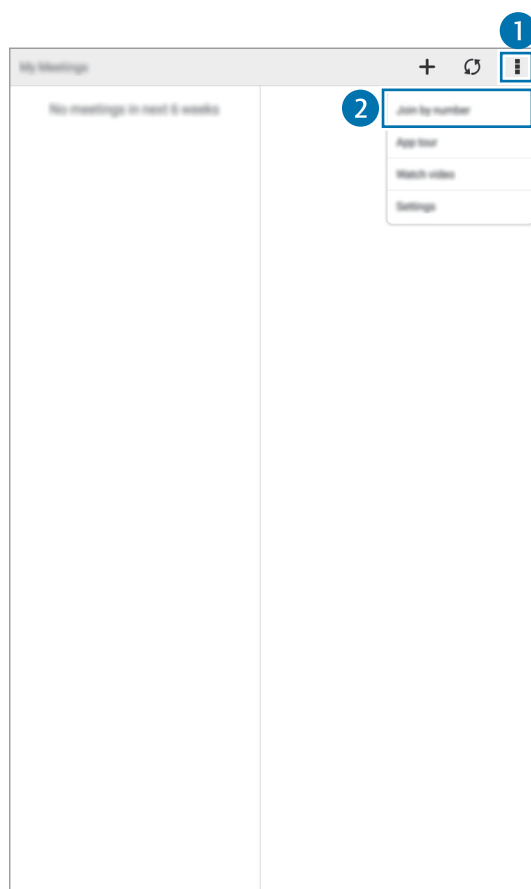 1
My Meetings
No meetings in next 6 weeks
2
Join by number
App tour
Watch video
Settings